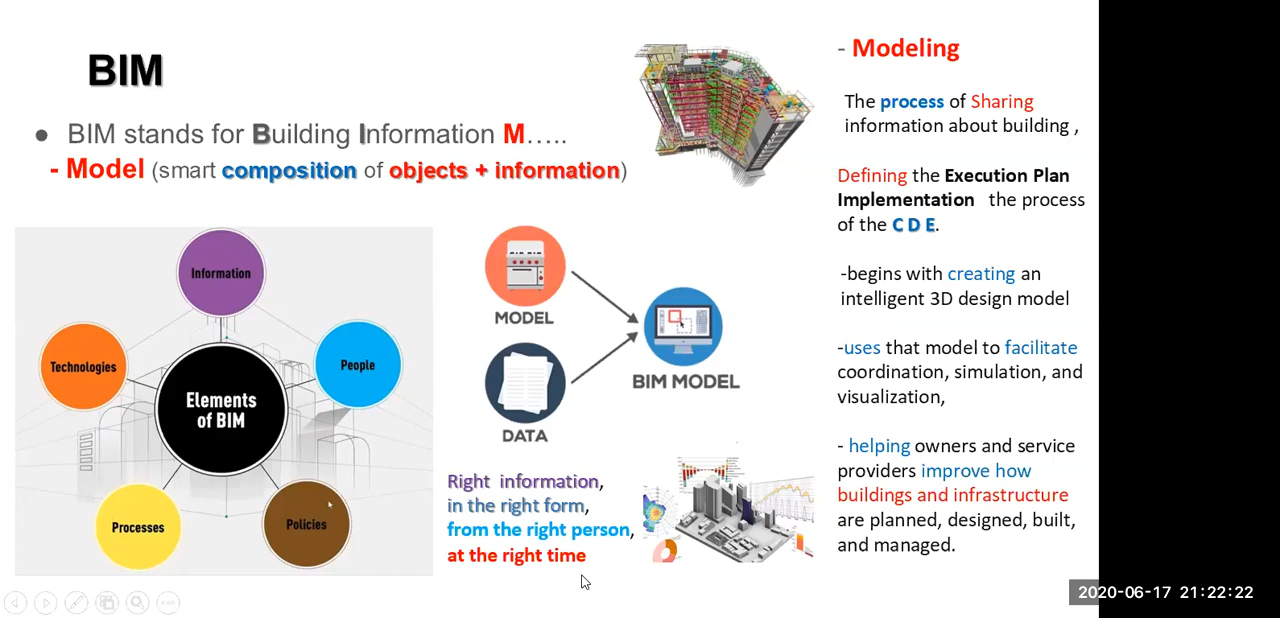 BIM
● BIM stands for Building Information M…..
- Model (smart composition of objects + information)
Information
Technologies
People
Elements
of BIM
Processes
Policies
MODEL
DATA
BIM MODEL
Right information,
in the right form,
from the right person,
at the right time
- Modeling
The process of Sharing
information about building ,
Defining the Execution Plan
Implementation the process
of the C D E.
-begins with creating an
intelligent 3D design model
-uses that model to facilitate
coordination, simulation, and
visualization,
- helping owners and service
providers improve how
buildings and infrastructure
are planned, designed, built,
and managed.
2020-06-17 21:22:22